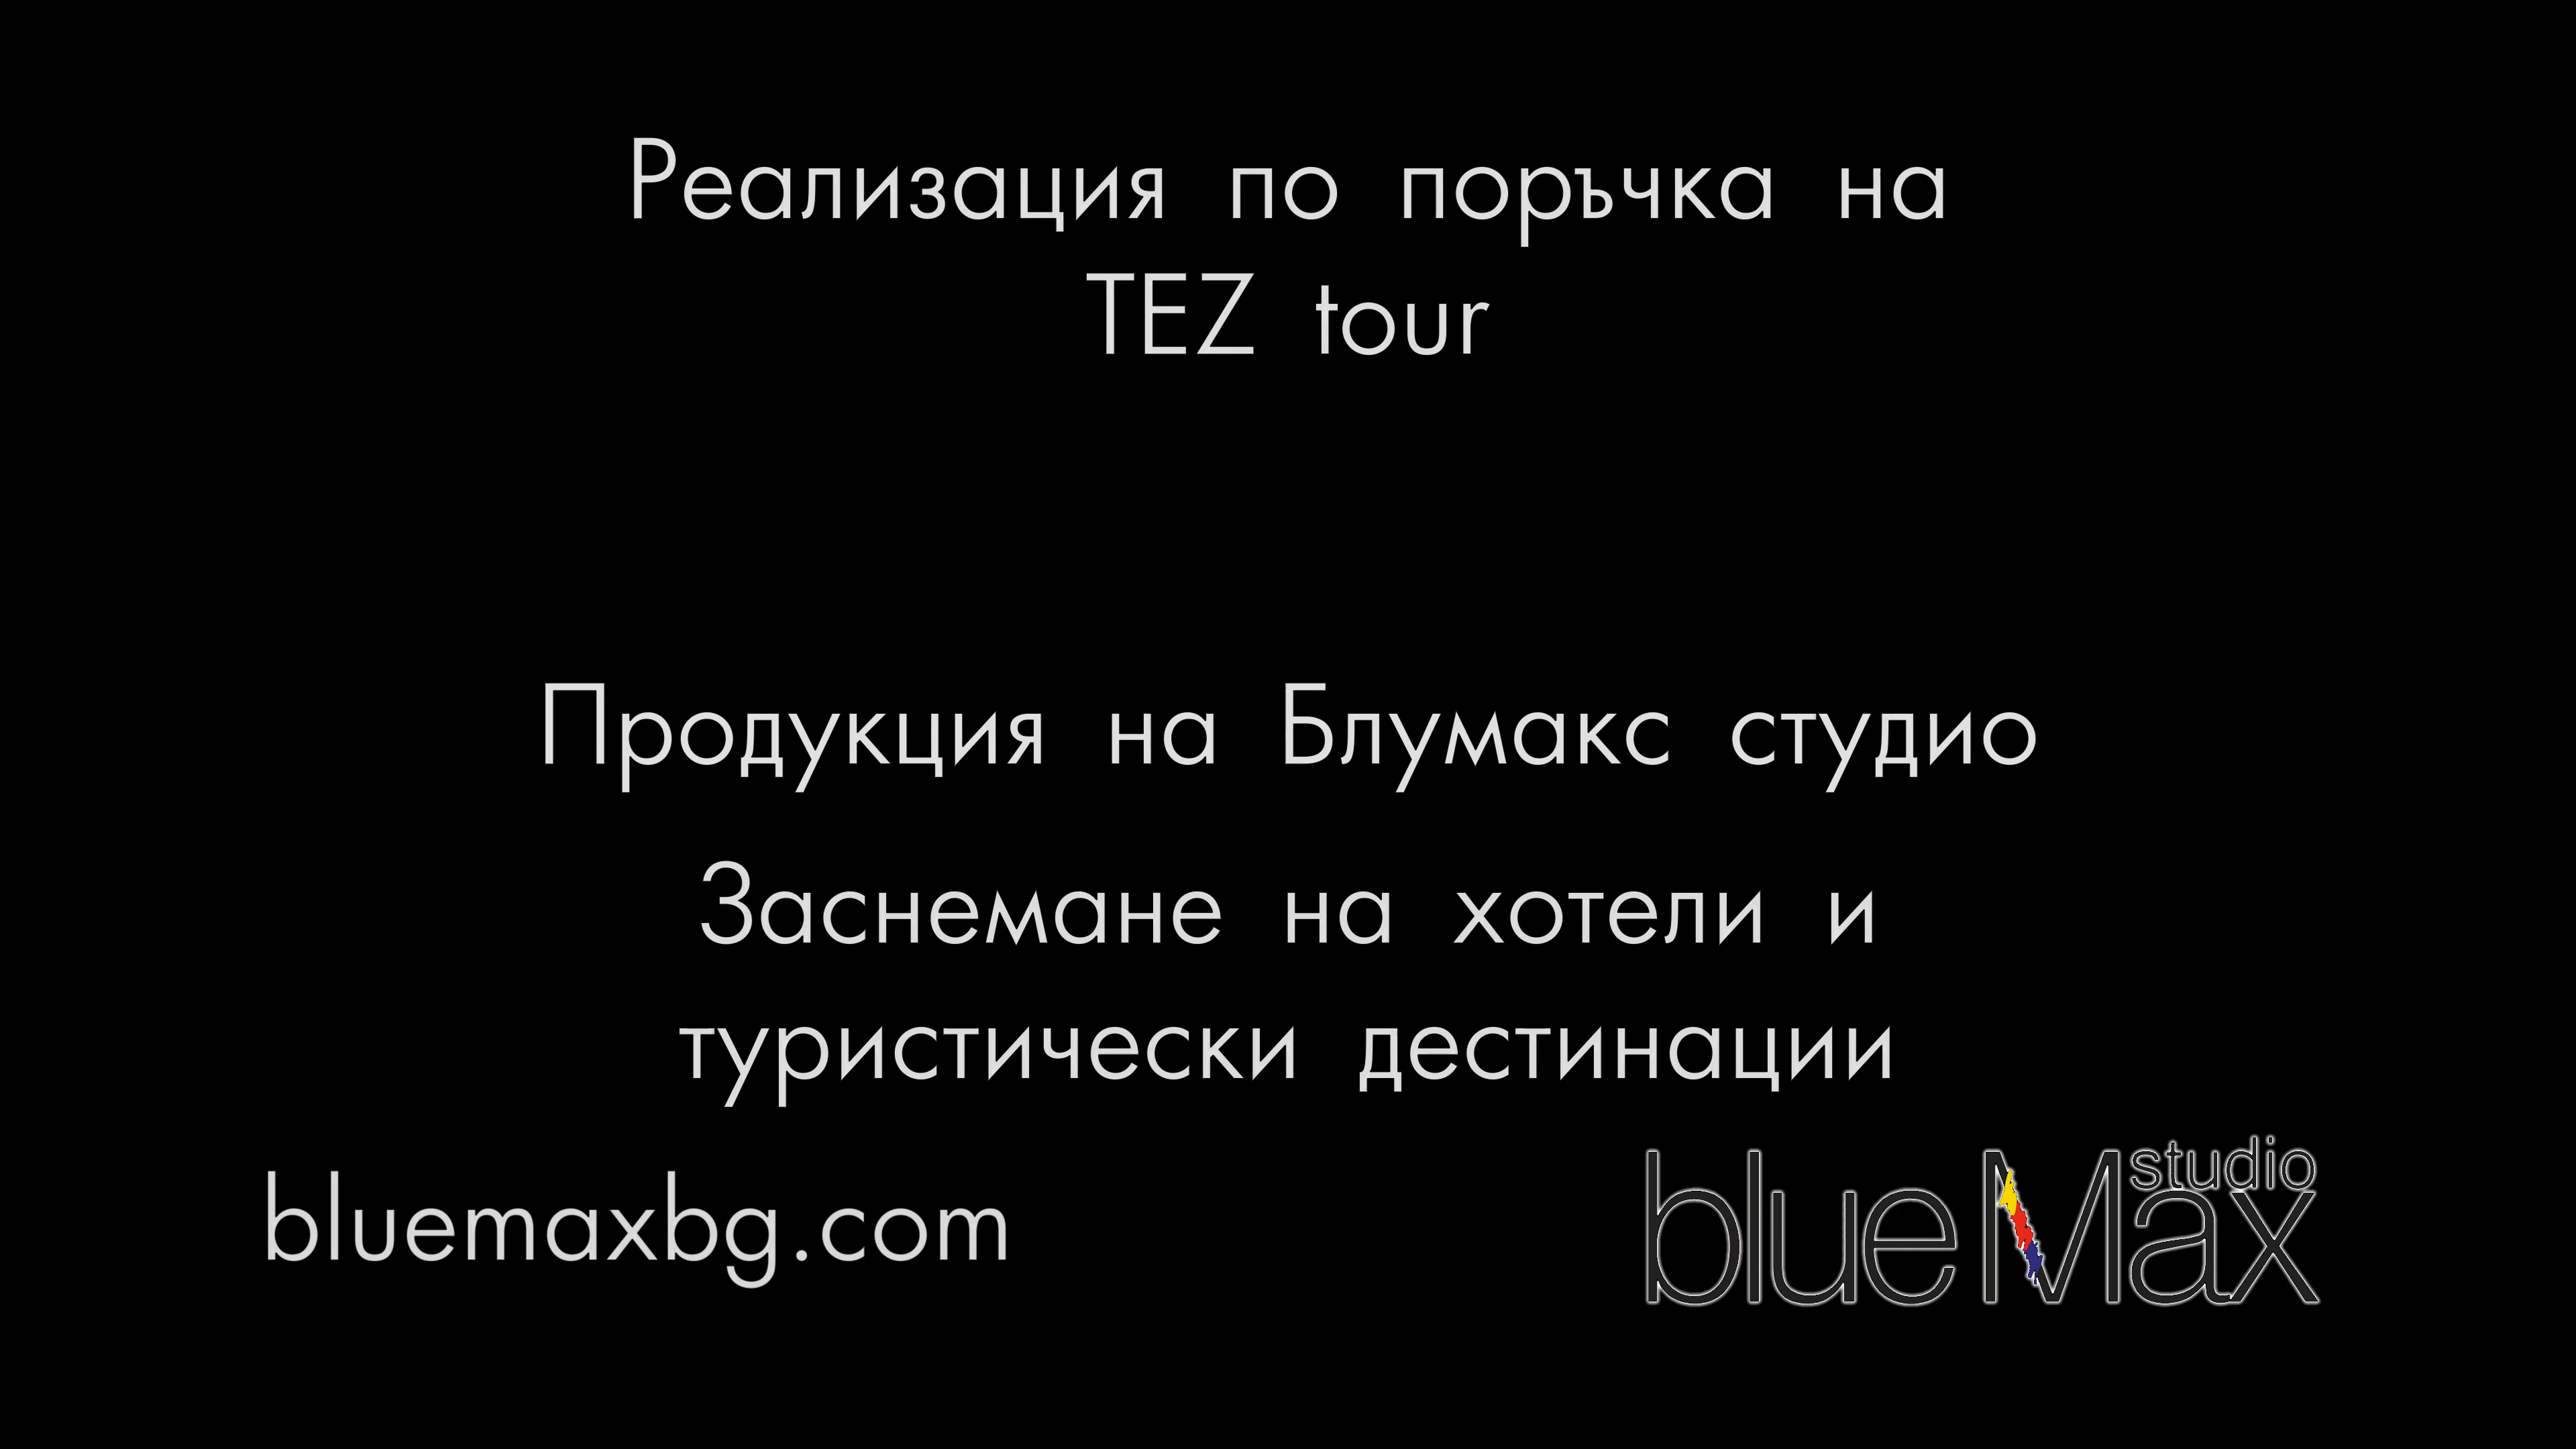 Реализация по поръчка на
TEZ tour
Продукция на Блумакс студио
Заснемане на хотели и
туристически дестинации
bluemaxbg.com
studio
blueMax